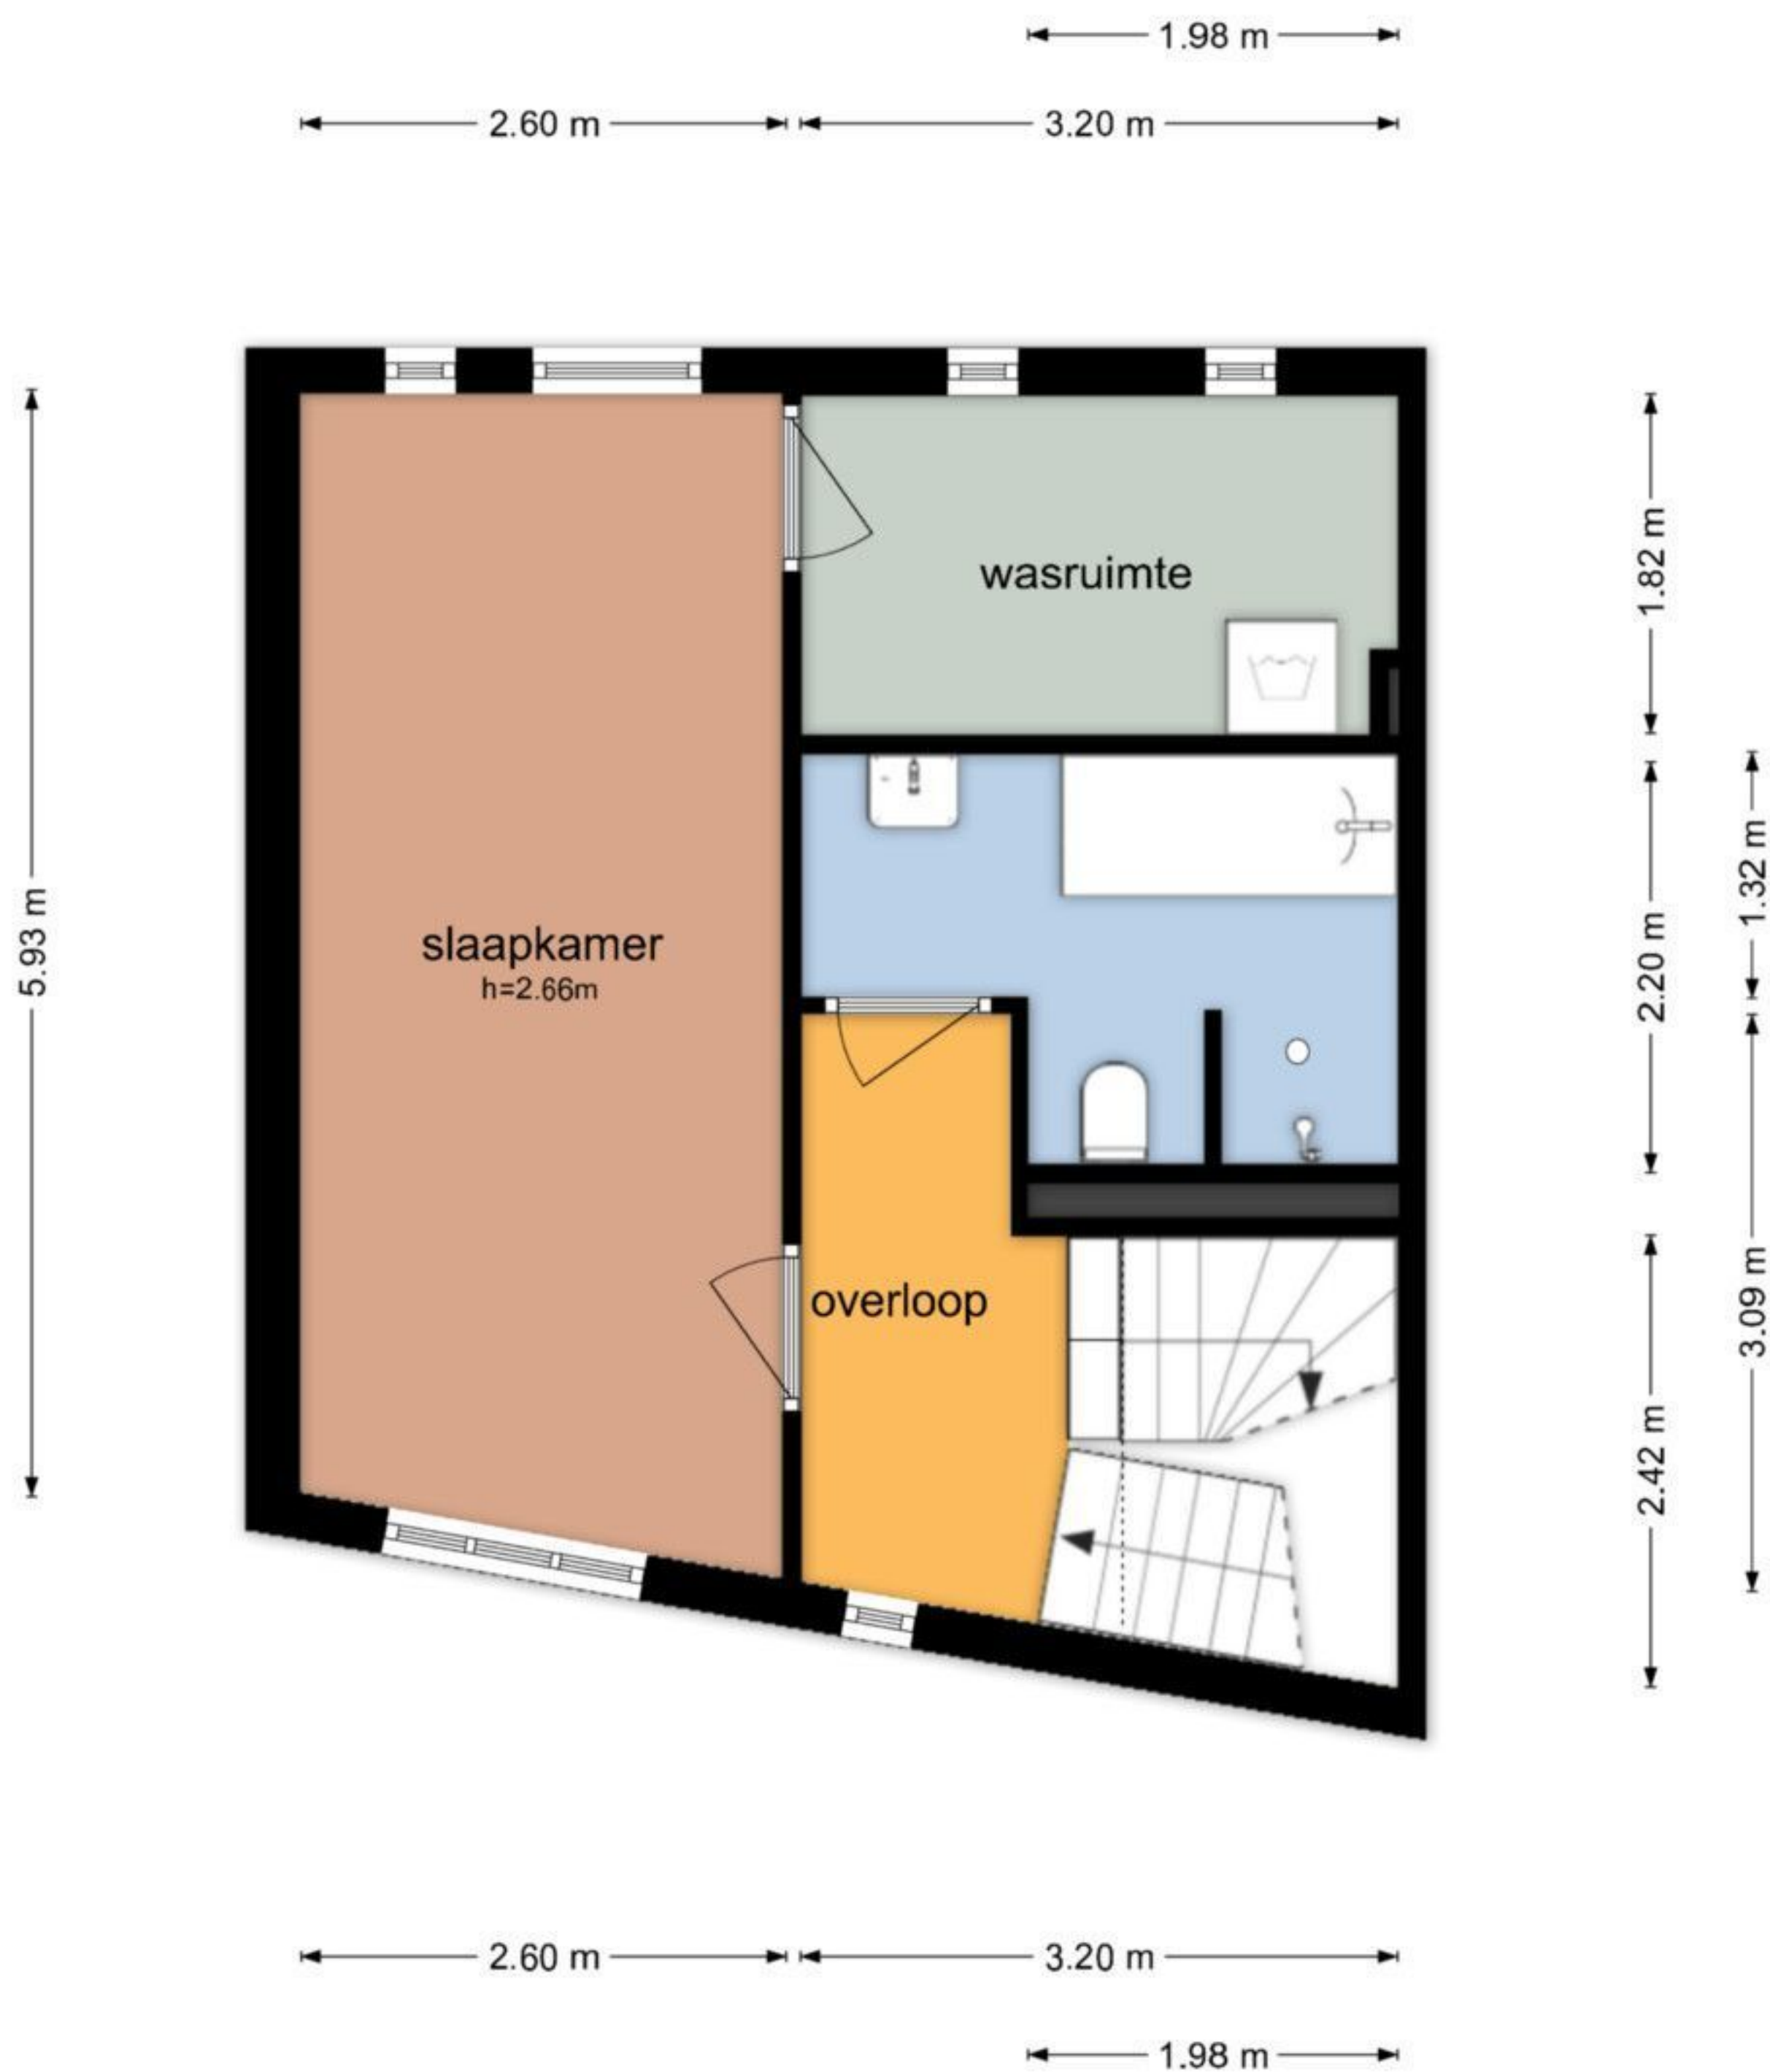 1.98 m
2.60 m
3.20 m
wasruimte
1.82 m
slaapkamer
h=2.66m
5.93 m
2.20 m
1.32 m
overloop
2.42 m
3.09 m
2.60 m
3.20 m
1.98 m